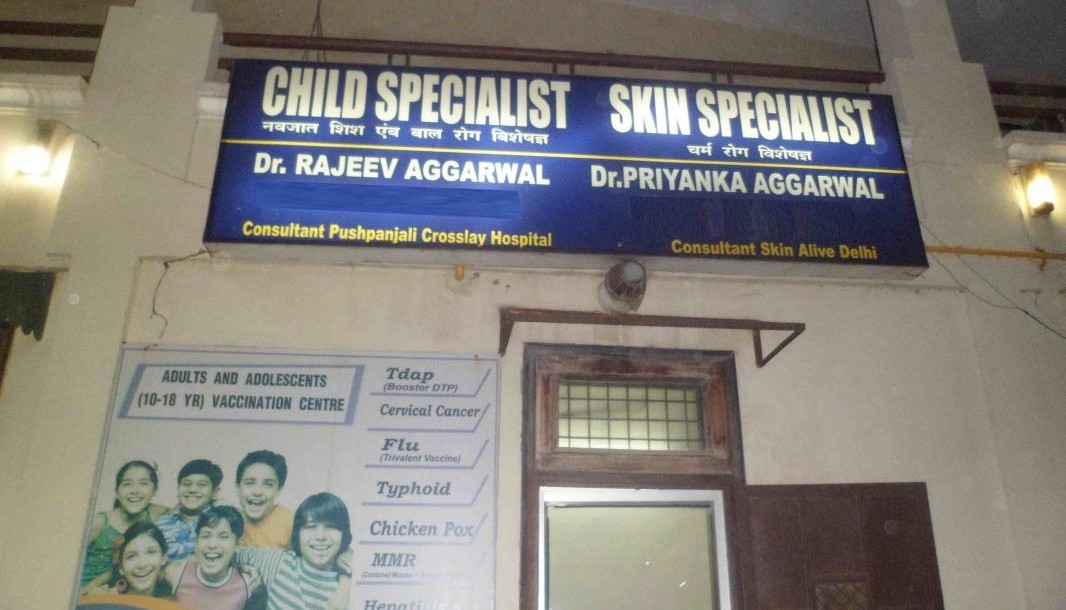 CHILD SPECIALIST
नवजात शिश एंव बाल रोग विशेषज्ञ
Dr. RAJEEV AGGARWAL
Consultant Pushpanjali Crosslay Hospital
SKIN SPECIALIST
चर्म रोग विशेषज्ञ
Dr.PRIYANKA AGGARWAL
Consultant Skin Alive Delhi
ADULTS AND ADOLESCENTS
(10-18 YR) VACCINATION CENTRE
Tdap
(Booster DTP)
Cervical Cancer
Flu
(Trivalent Vaccine)
Typhoid
Chicken Pox
MMR